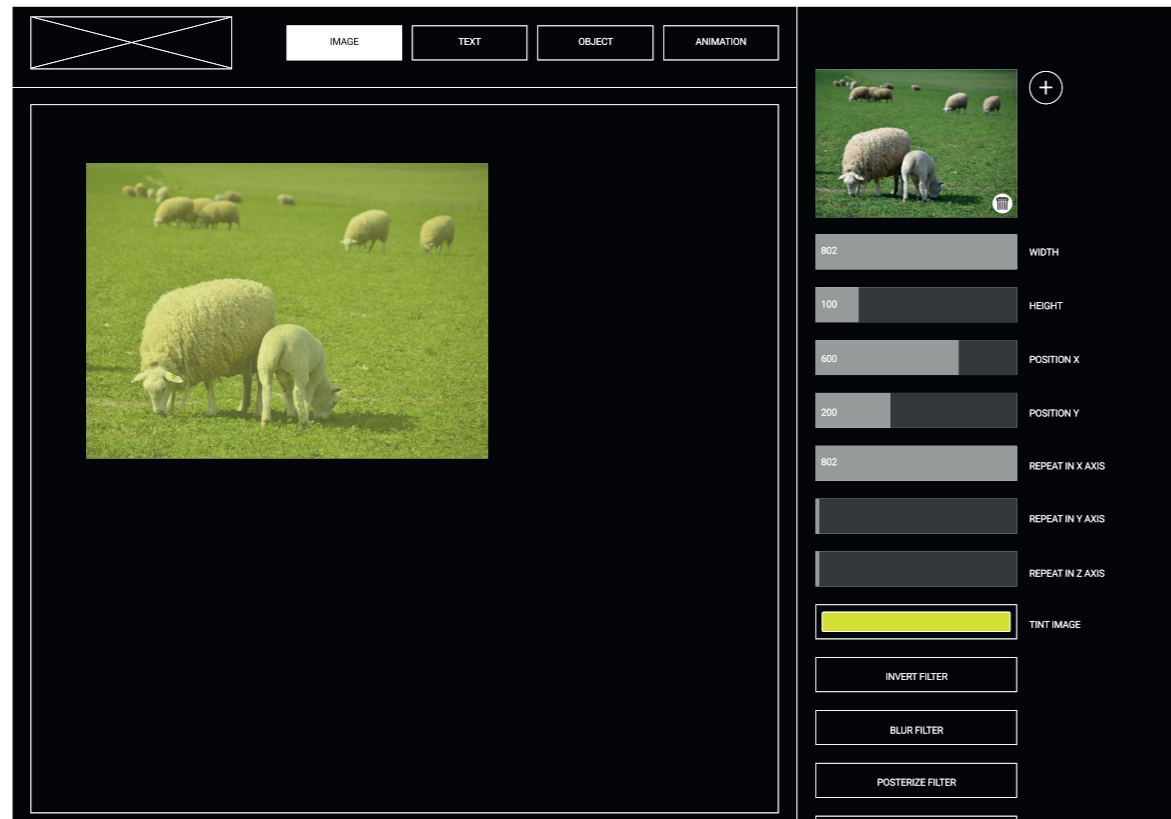 IMAGE
TEXT
OBJECT
ANIMATION
802
WIDTH
100
HEIGHT
600
POSITION X
200
POSITION Y
802
REPEAT IN X AXIS
REPEAT IN Y AXIS
REPEAT IN Z AXIS
TINT IMAGE
INVERT FILTER
BLUR FILTER
POSTERIZE FILTER